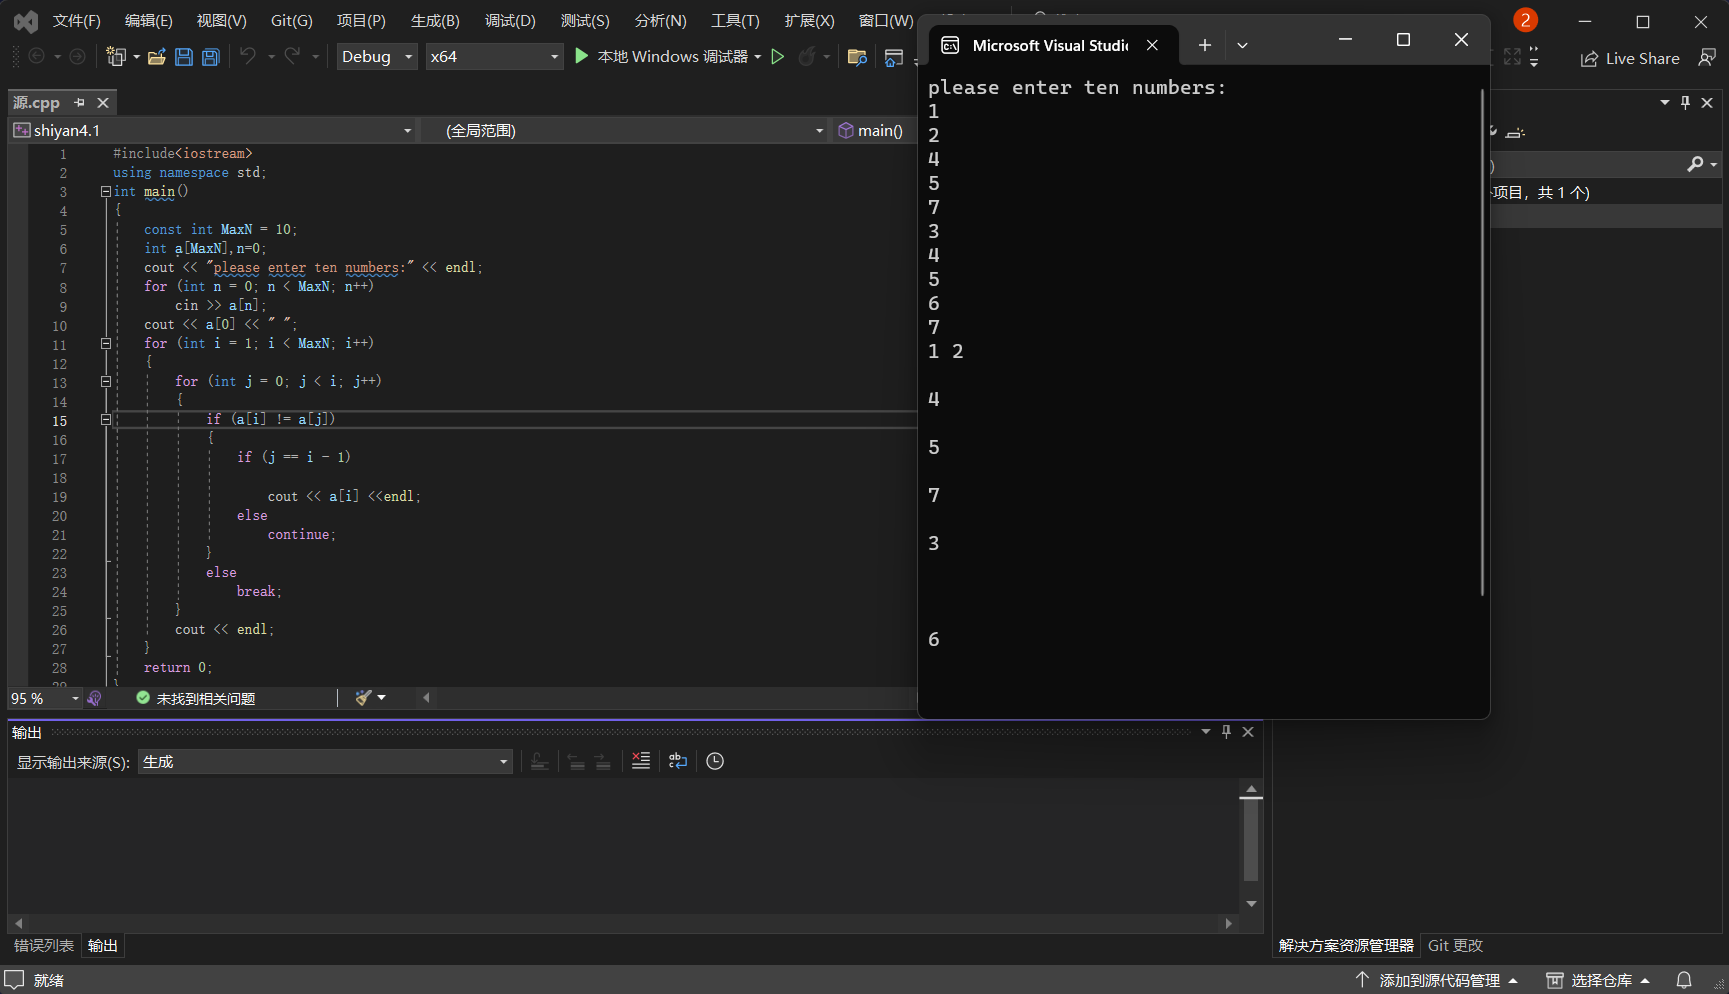 文件(F) 编辑(E) 视图(V) Git(G) 项目(P) 生成(B) 调试(D) 测试(S) 分析(N) 工具(T) 扩展(X) 窗口(W)
2
Debug x64 本地 Windows 调试器
Live Share
源.cpp
shiyan4.1 (全局范围) main()
1 #include<iostream>
2 using namespace std;
3 int main()
4 {
5 const int MaxN = 10;
6 int a[MaxN],n=0;
7 cout << "please enter ten numbers:" << endl;
8 for (int n = 0; n < MaxN; n++)
9 cin >> a[n];
10 cout << a[0] << " ";
11 for (int i = 1; i < MaxN; i++)
12 {
13 for (int j = 0; j < i; j++)
14 {
15 if (a[i] != a[j])
16 {
17 if (j == i - 1)
18
19 cout << a[i] <<endl;
20 else
21 continue;
22 }
23 else
24 break;
25 }
26 cout << endl;
27 }
28 return 0;
29 }
95 % 未找到相关问题
Microsoft Visual Studi
please enter ten numbers:
1
2
4
5
7
3
4
5
6
7
1 2
4
5
7
3
6
)
项目，共 1 个)
输出
显示输出来源(S): 生成
错误列表 输出
解决方案资源管理器 Git 更改
就绪
添加到源代码管理 选择仓库